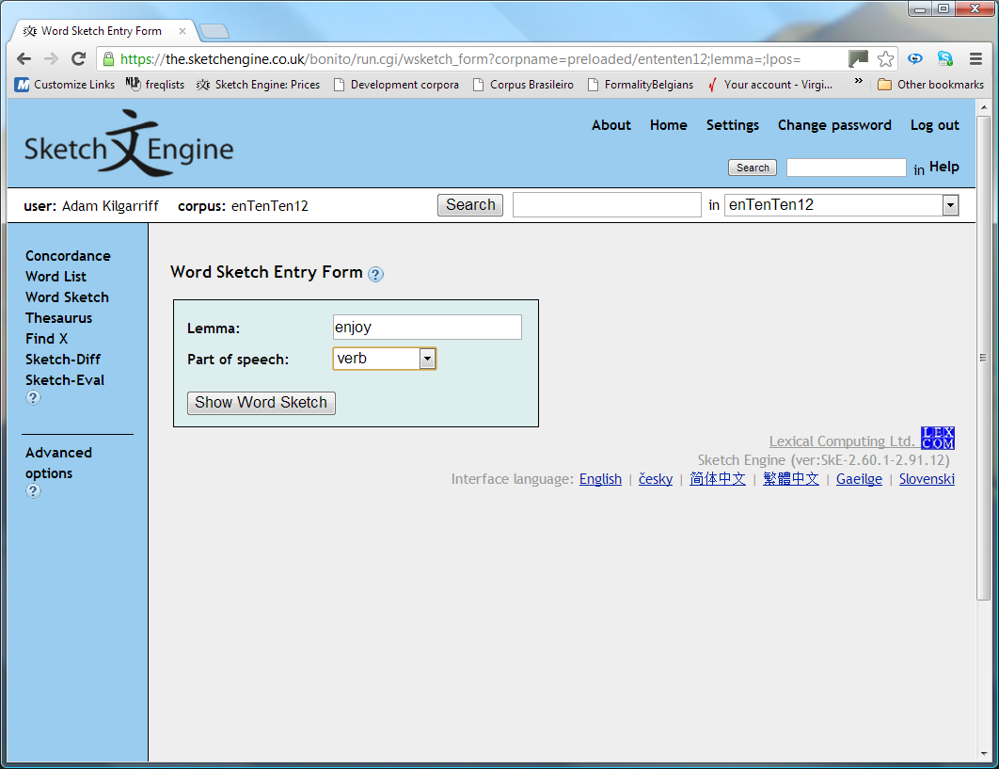 Word Sketch Entry Form
https://the.sketchengine.co.uk/bonito/run.cgi/wsketch_form?corpname=preloaded/ententen12;lemma=;lpos=
Customize Links freqlists Sketch Engine: Prices Development corpora Corpus Brasileiro FormalityBelgians Your account - Virgi... » Other bookmarks
Sketch 文 Engine
About Home Settings Change password Log out
Search in Help
user: Adam Kilgarriff corpus: enTenTen12 Search in enTenTen12
Concordance
Word List
Word Sketch
Thesaurus
Find X
Sketch-Diff
Sketch-Eval
?
Advanced
options
?
Word Sketch Entry Form ?
Lemma: enjoy
Part of speech: verb
Show Word Sketch
Lexical Computing Ltd. LEX COM
Sketch Engine (ver:SkE-2.60.1-2.91.12)
Interface language: English | česky | 简体中文 | 繁體中文 | Gaeilge | Slovenski